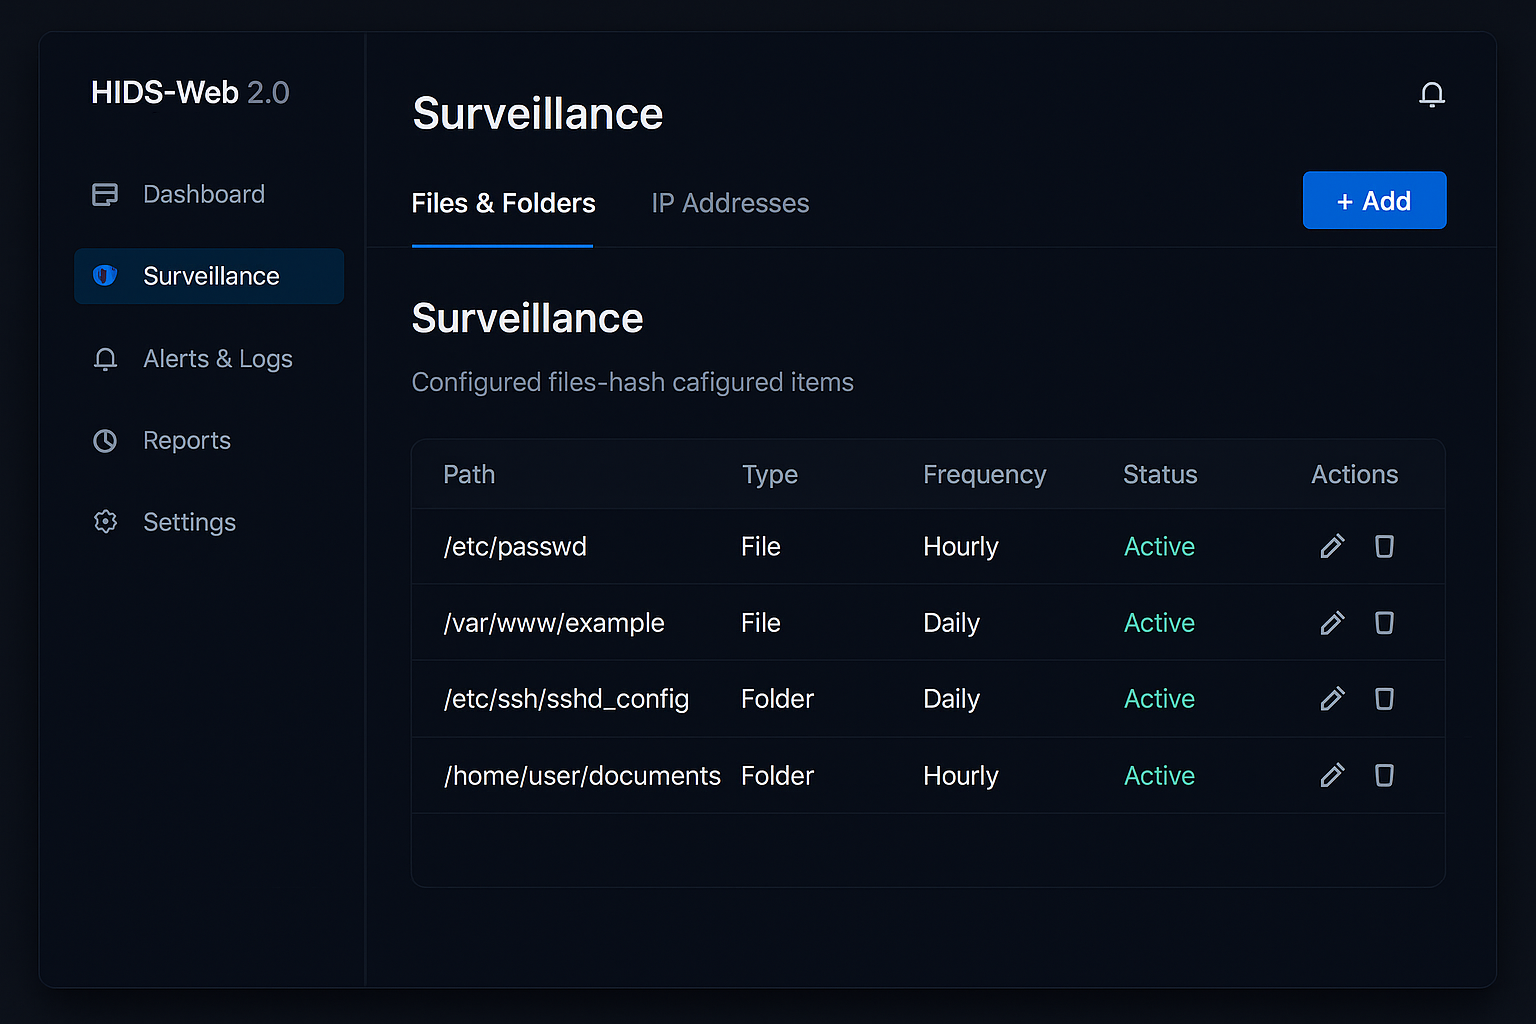 HIDS-Web 2.0
Dashboard
Surveillance
Alerts & Logs
Reports
Settings
Surveillance
Files & Folders IP Addresses
+ Add
Surveillance
Configured files-hash cafigured items
Path Type Frequency Status Actions
/etc/passwd File Hourly Active
/var/www/example File Daily Active
/etc/ssh/sshd_config Folder Daily Active
/home/user/documents Folder Hourly Active